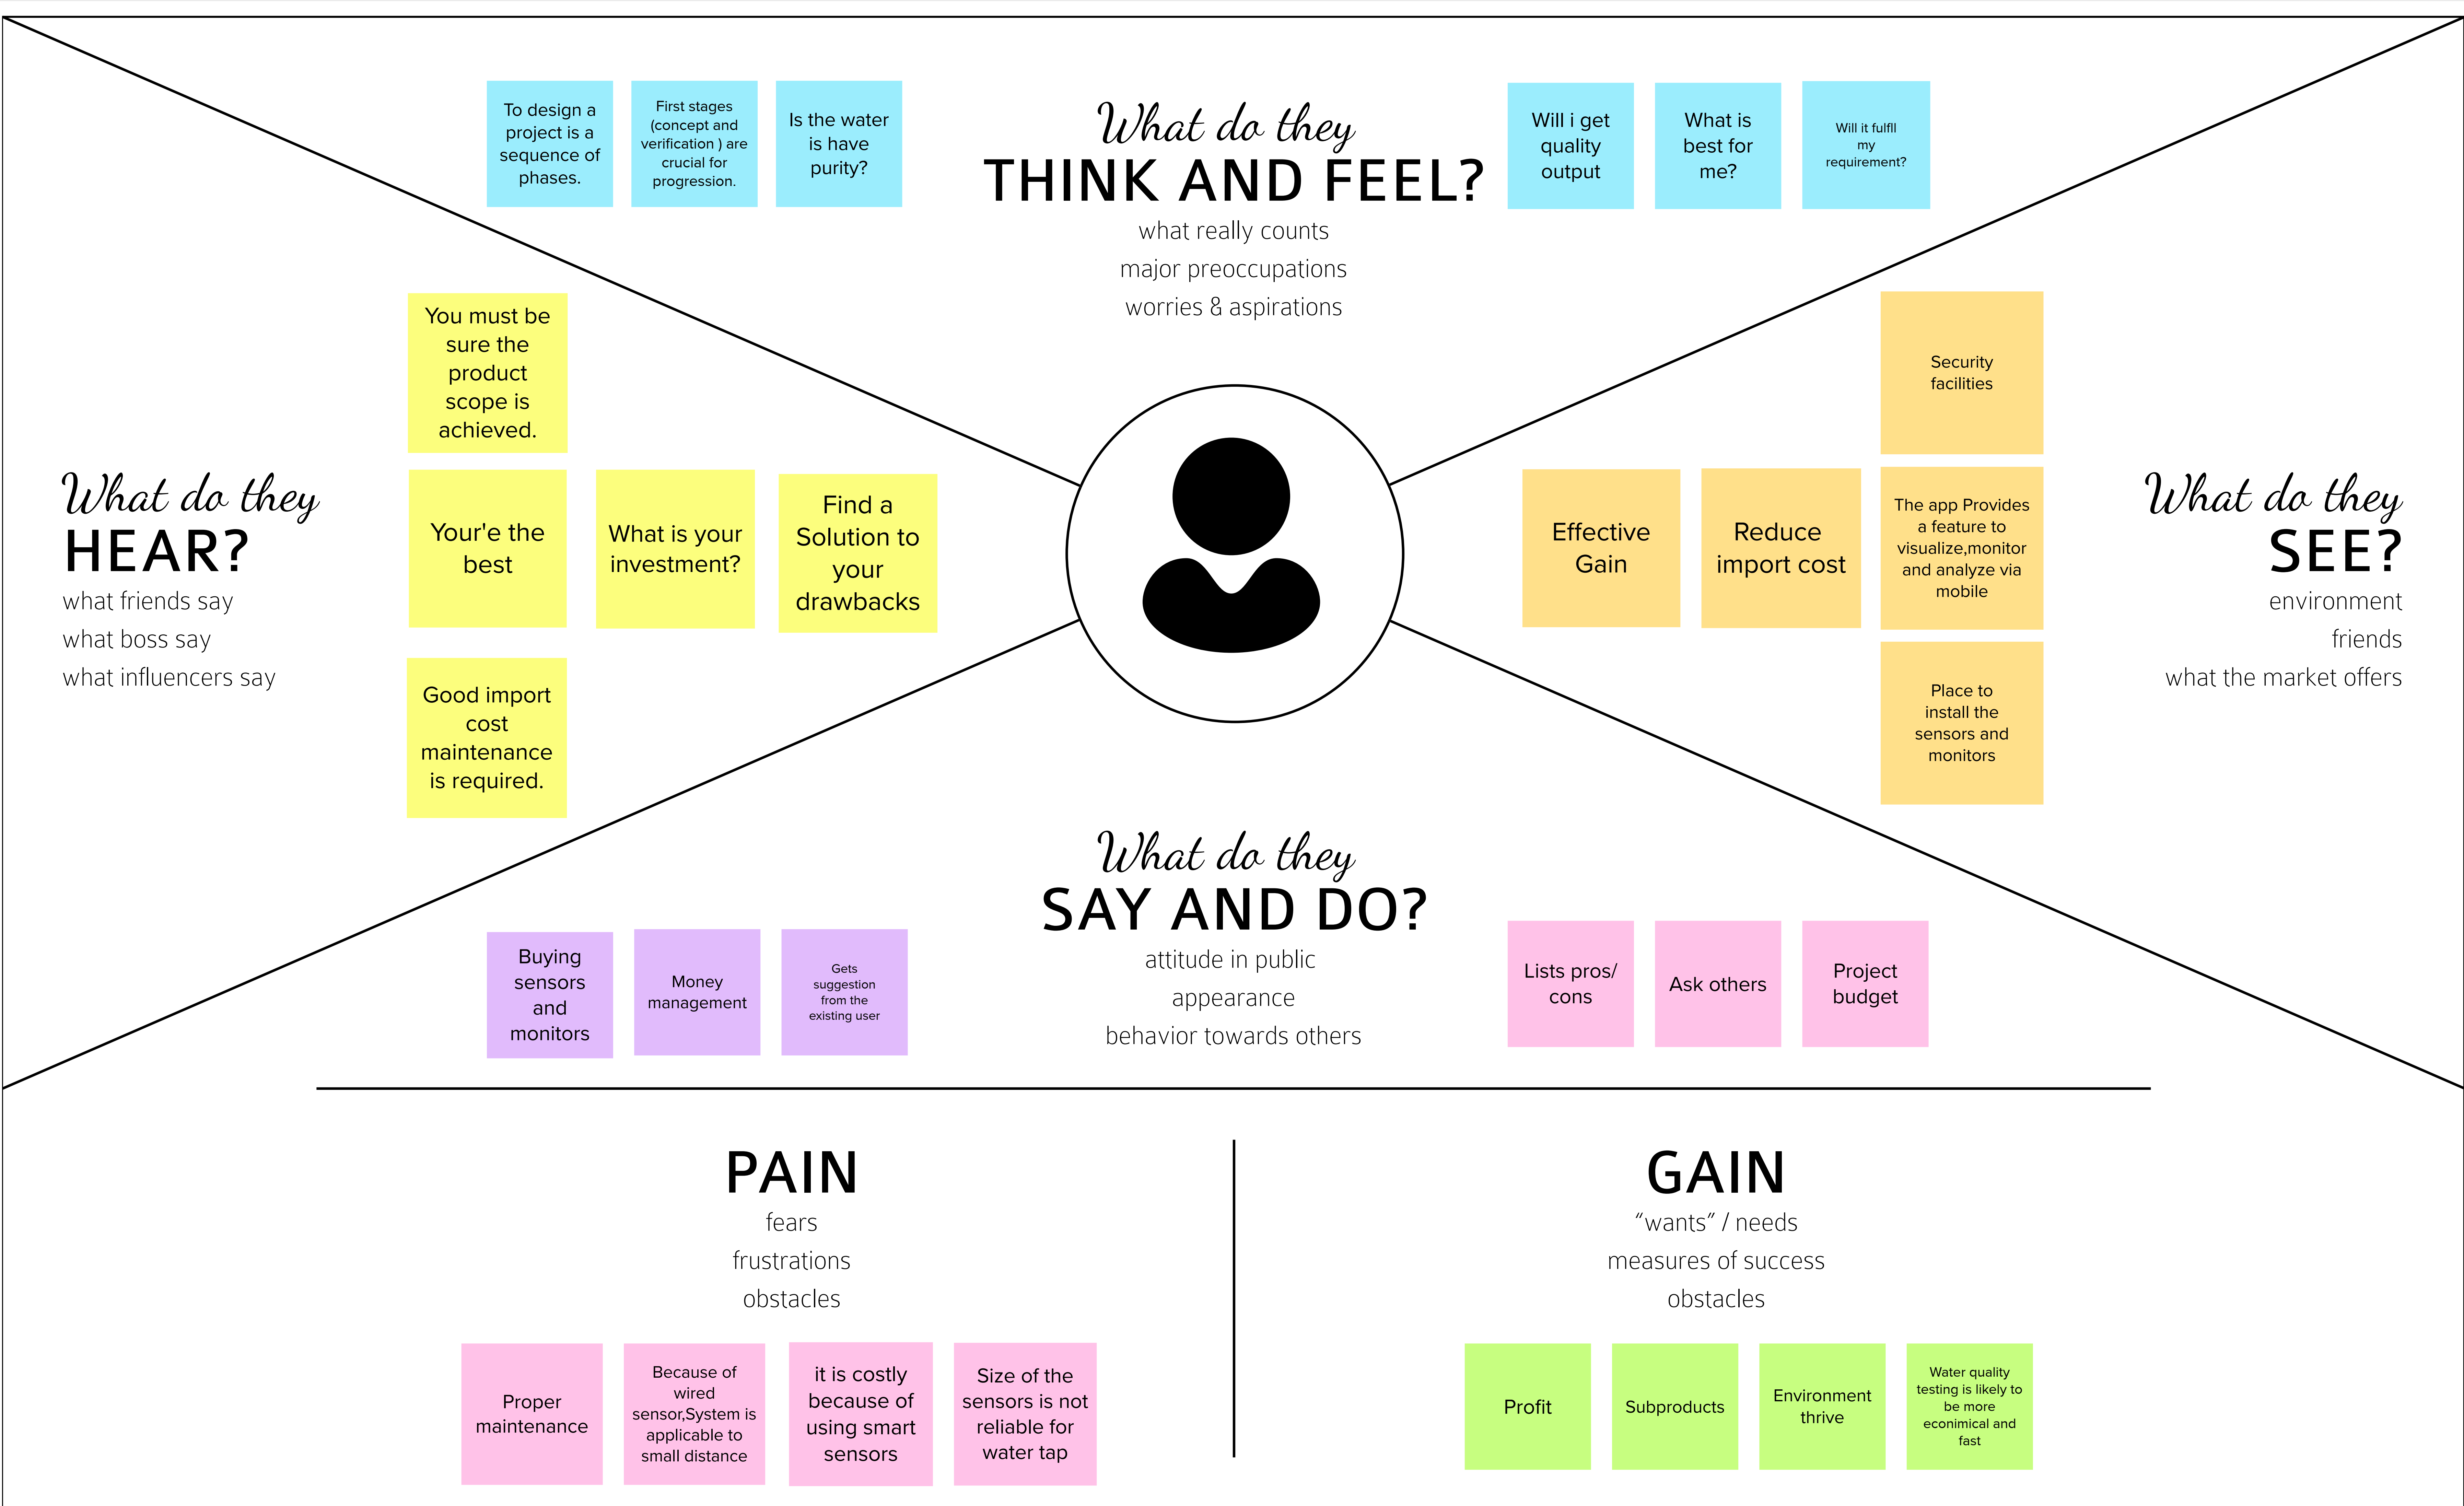 To design a
project is a
sequence of
phases.
First stages
(concept and
verification ) are
crucial for
progression.
Is the water
is have
purity?
What do they
THINK AND FEEL?
what really counts
major preoccupations
worries & aspirations
Will i get
quality
output
What is
best for
me?
Will it fulfll
my
requirement?
What do they
HEAR?
what friends say
what boss say
what influencers say
You must be
sure the
product
scope is
achieved.
Your'e the
best
What is your
investment?
Find a
Solution to
your
drawbacks
Good import
cost
maintenance
is required.
Effective
Gain
Reduce
import cost
Security
facilities
The app Provides
a feature to
visualize,monitor
and analyze via
mobile
Place to
install the
sensors and
monitors
What do they
SEE?
environment
friends
what the market offers
What do they
SAY AND DO?
attitude in public
appearance
behavior towards others
Buying
sensors
and
monitors
Money
management
Gets
suggestion
from the
existing user
Lists pros/
cons
Ask others
Project
budget
PAIN
fears
frustrations
obstacles
Proper
maintenance
Because of
wired
sensor,System is
applicable to
small distance
it is costly
because of
using smart
sensors
Size of the
sensors is not
reliable for
water tap
GAIN
“wants” / needs
measures of success
obstacles
Profit
Subproducts
Environment
thrive
Water quality
testing is likely to
be more
econimical and
fast